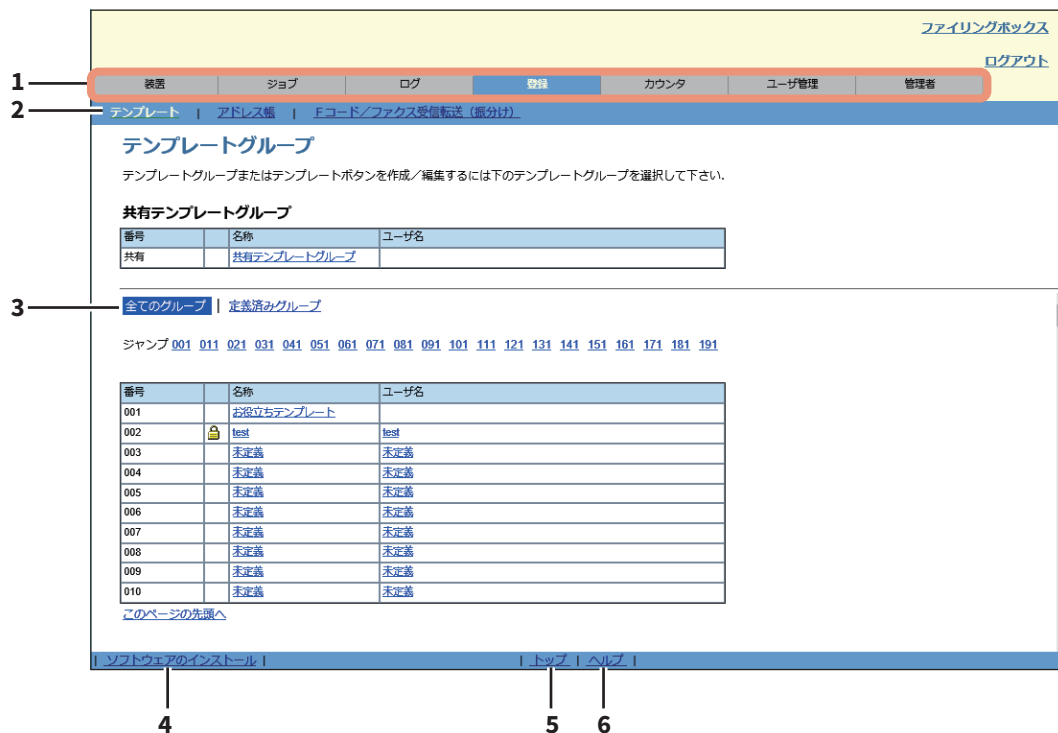 ファイリングボックス
ログアウト
1
装置 ジョブ ログ 登録 カウンタ ユーザ管理 管理者
2
テンプレート | アドレス帳 | Fコード／ファクス受信転送（振分け）
テンプレートグループ
テンプレートグループまたはテンプレートボタンを作成／編集するには下のテンプレートグループを選択して下さい.
共有テンプレートグループ
番号 名称 ユーザ名
共有 共有テンプレートグループ
3
全てのグループ | 定義済みグループ
ジャンプ 001 011 021 031 041 051 061 071 081 091 101 111 121 131 141 151 161 171 181 191
番号 名称 ユーザ名
001 お役立ちテンプレート
002 test test
003 未定義 未定義
004 未定義 未定義
005 未定義 未定義
006 未定義 未定義
007 未定義 未定義
008 未定義 未定義
009 未定義 未定義
010 未定義 未定義
このページの先頭へ
| ソフトウェアのインストール | | トップ | ヘルプ |
4 5 6